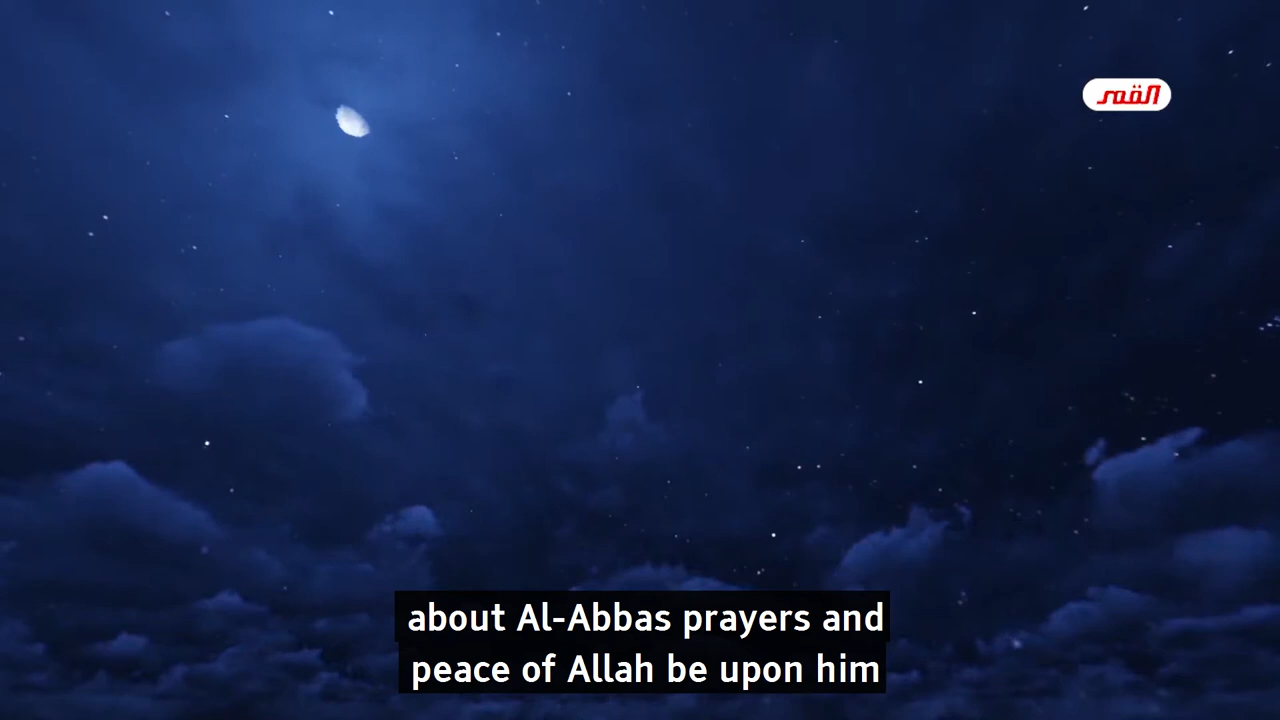 القمر
about Al-Abbas prayers and
peace of Allah be upon him